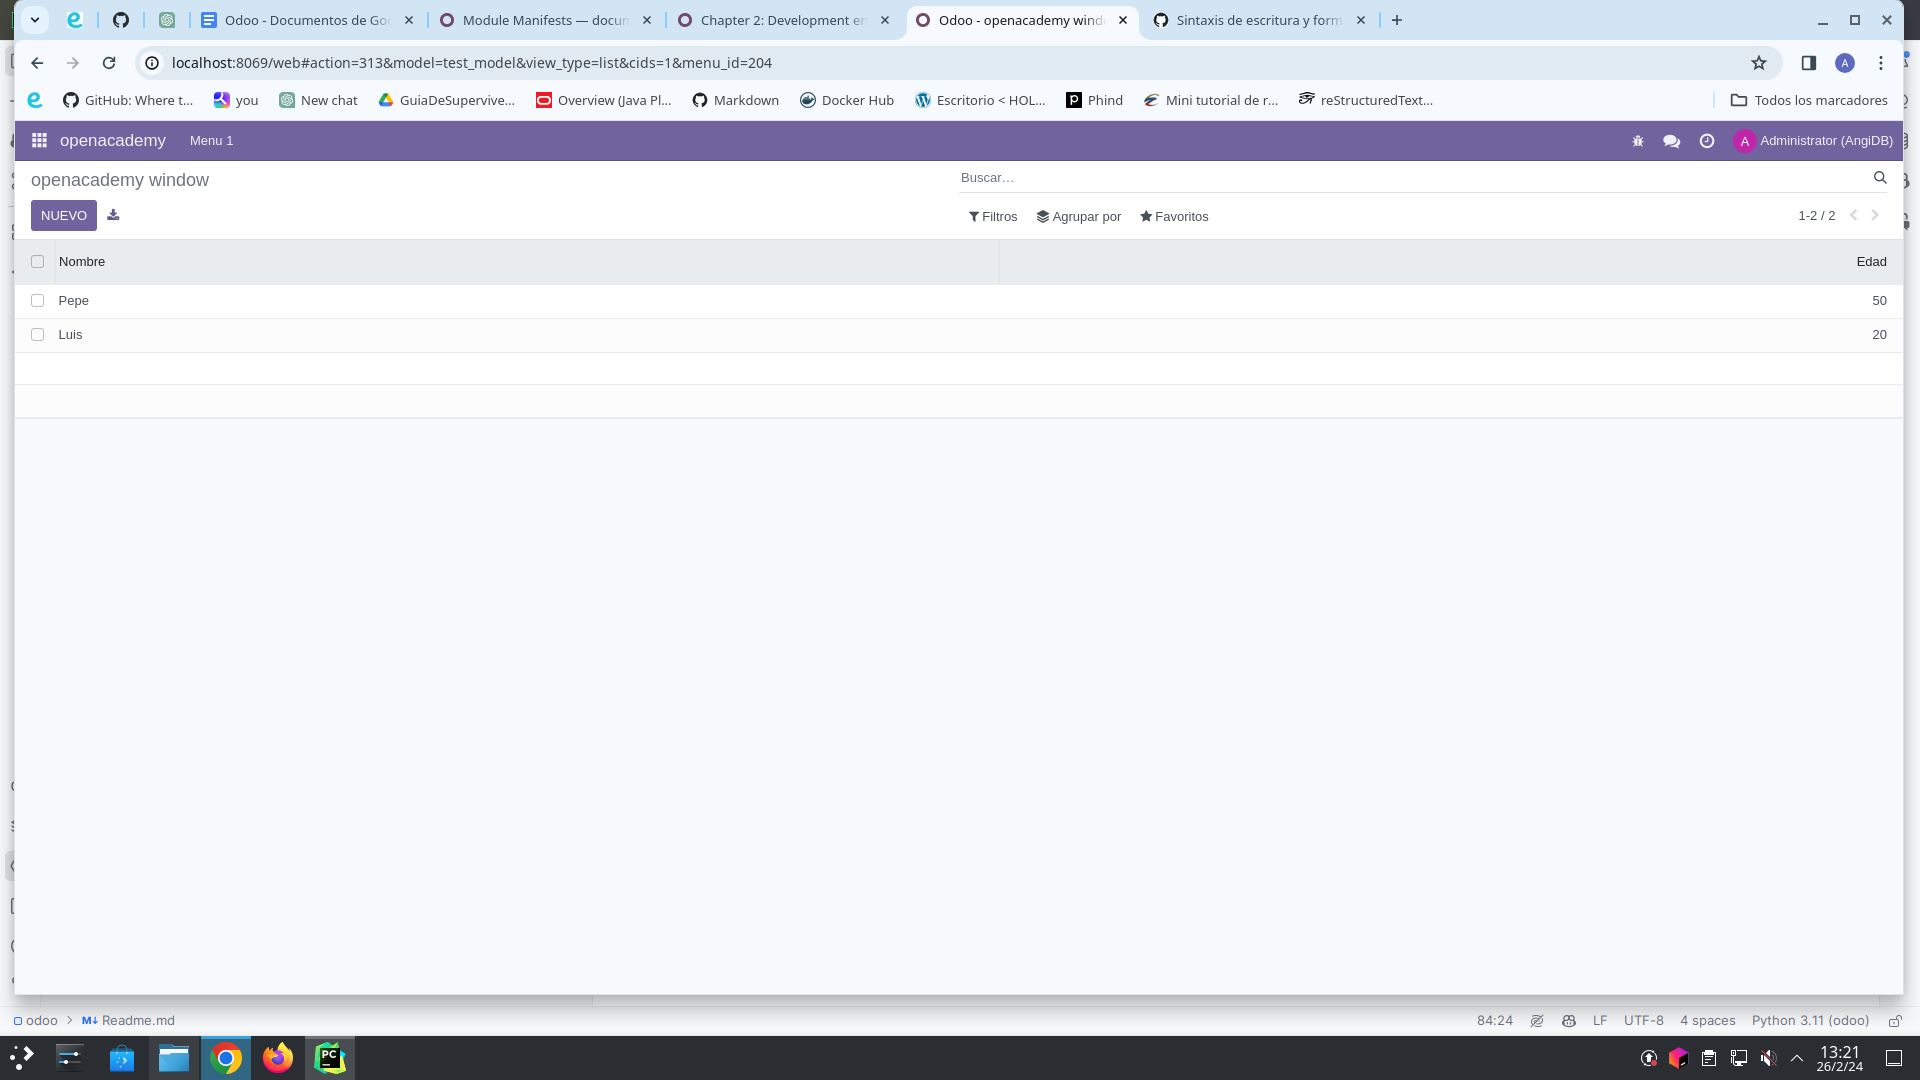 Odoo - Documentos de Goo
Module Manifests — docun
Chapter 2: Development en
Odoo - openacademy wind
Sintaxis de escritura y form
localhost:8069/web#action=313&model=test_model&view_type=list&cids=1&menu_id=204
A
GitHub: Where t...
you
New chat
GuiaDeSupervive...
Overview (Java Pl...
Markdown
Docker Hub
Escritorio < HOL...
Phind
Mini tutorial de r...
reStructuredText...
Todos los marcadores
openacademy
Menu 1
A
Administrator (AngiDB)
openacademy window
Buscar...
NUEVO
Filtros
Agrupar por
Favoritos
1-2 / 2
Nombre
Edad
Pepe
50
Luis
20
odoo > M↓ Readme.md
84:24
LF
UTF-8
4 spaces
Python 3.11 (odoo)
PC
13:21
26/2/24